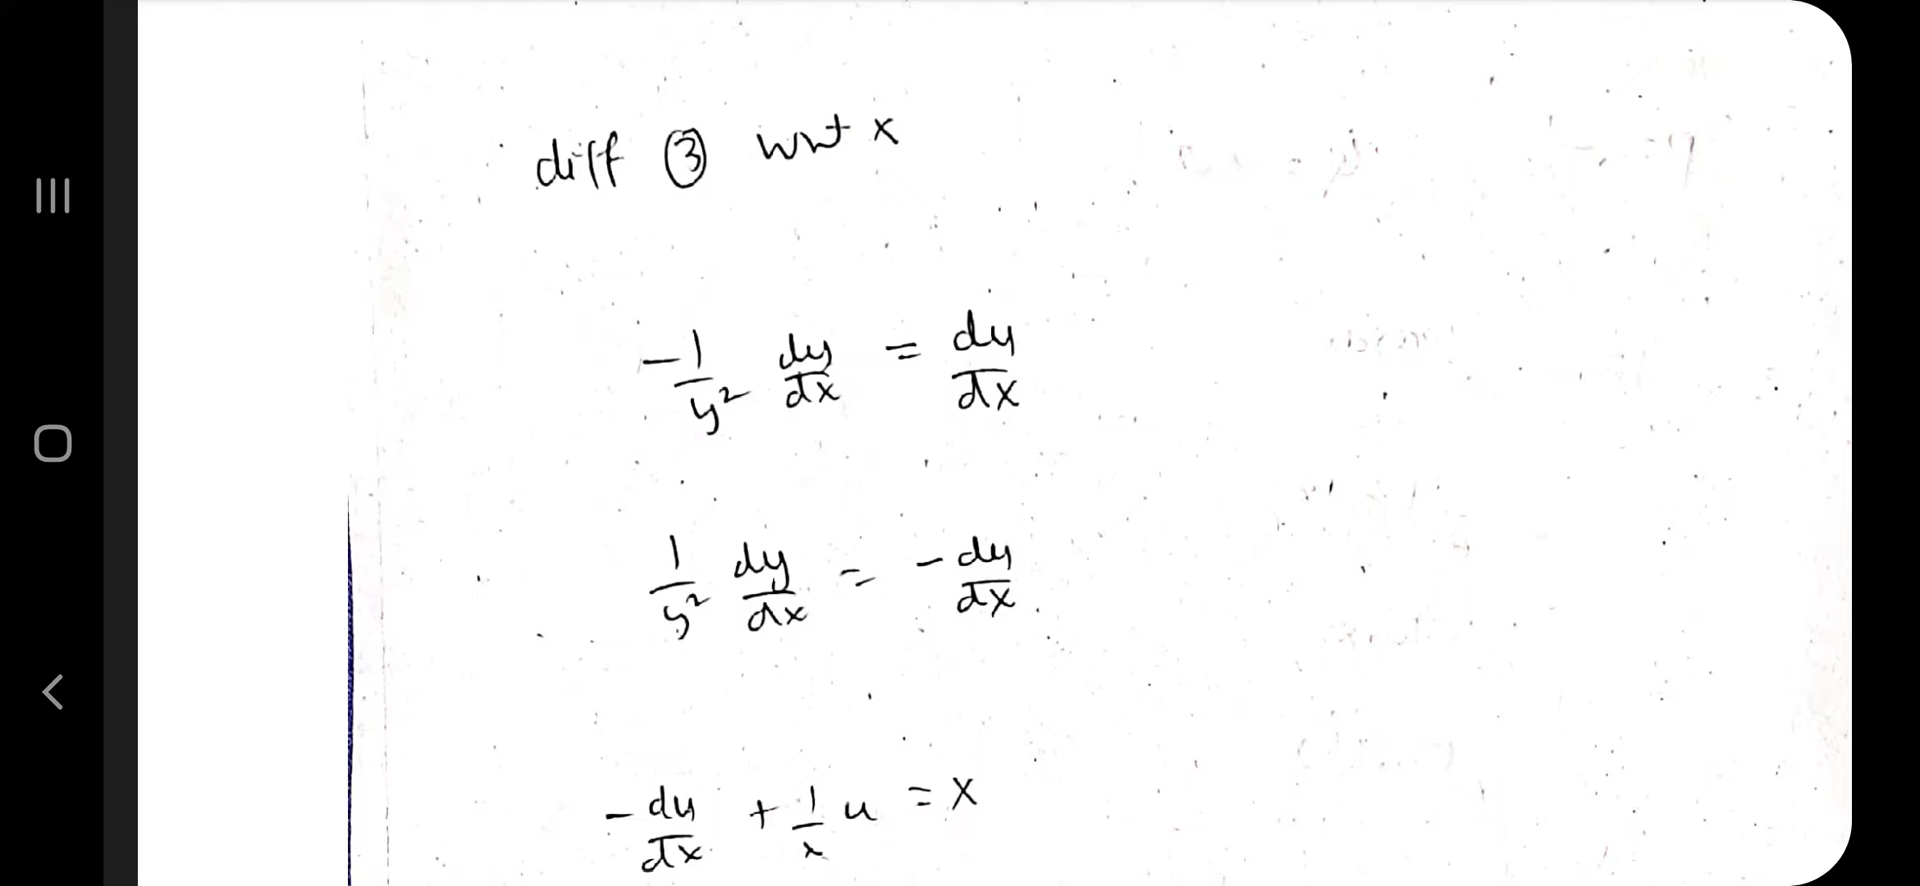 diff ③ wrt x
-1/y² dy/dx = du/dx
1/y² dy/dx = -du/dx
-du/dx + 1/x u = x